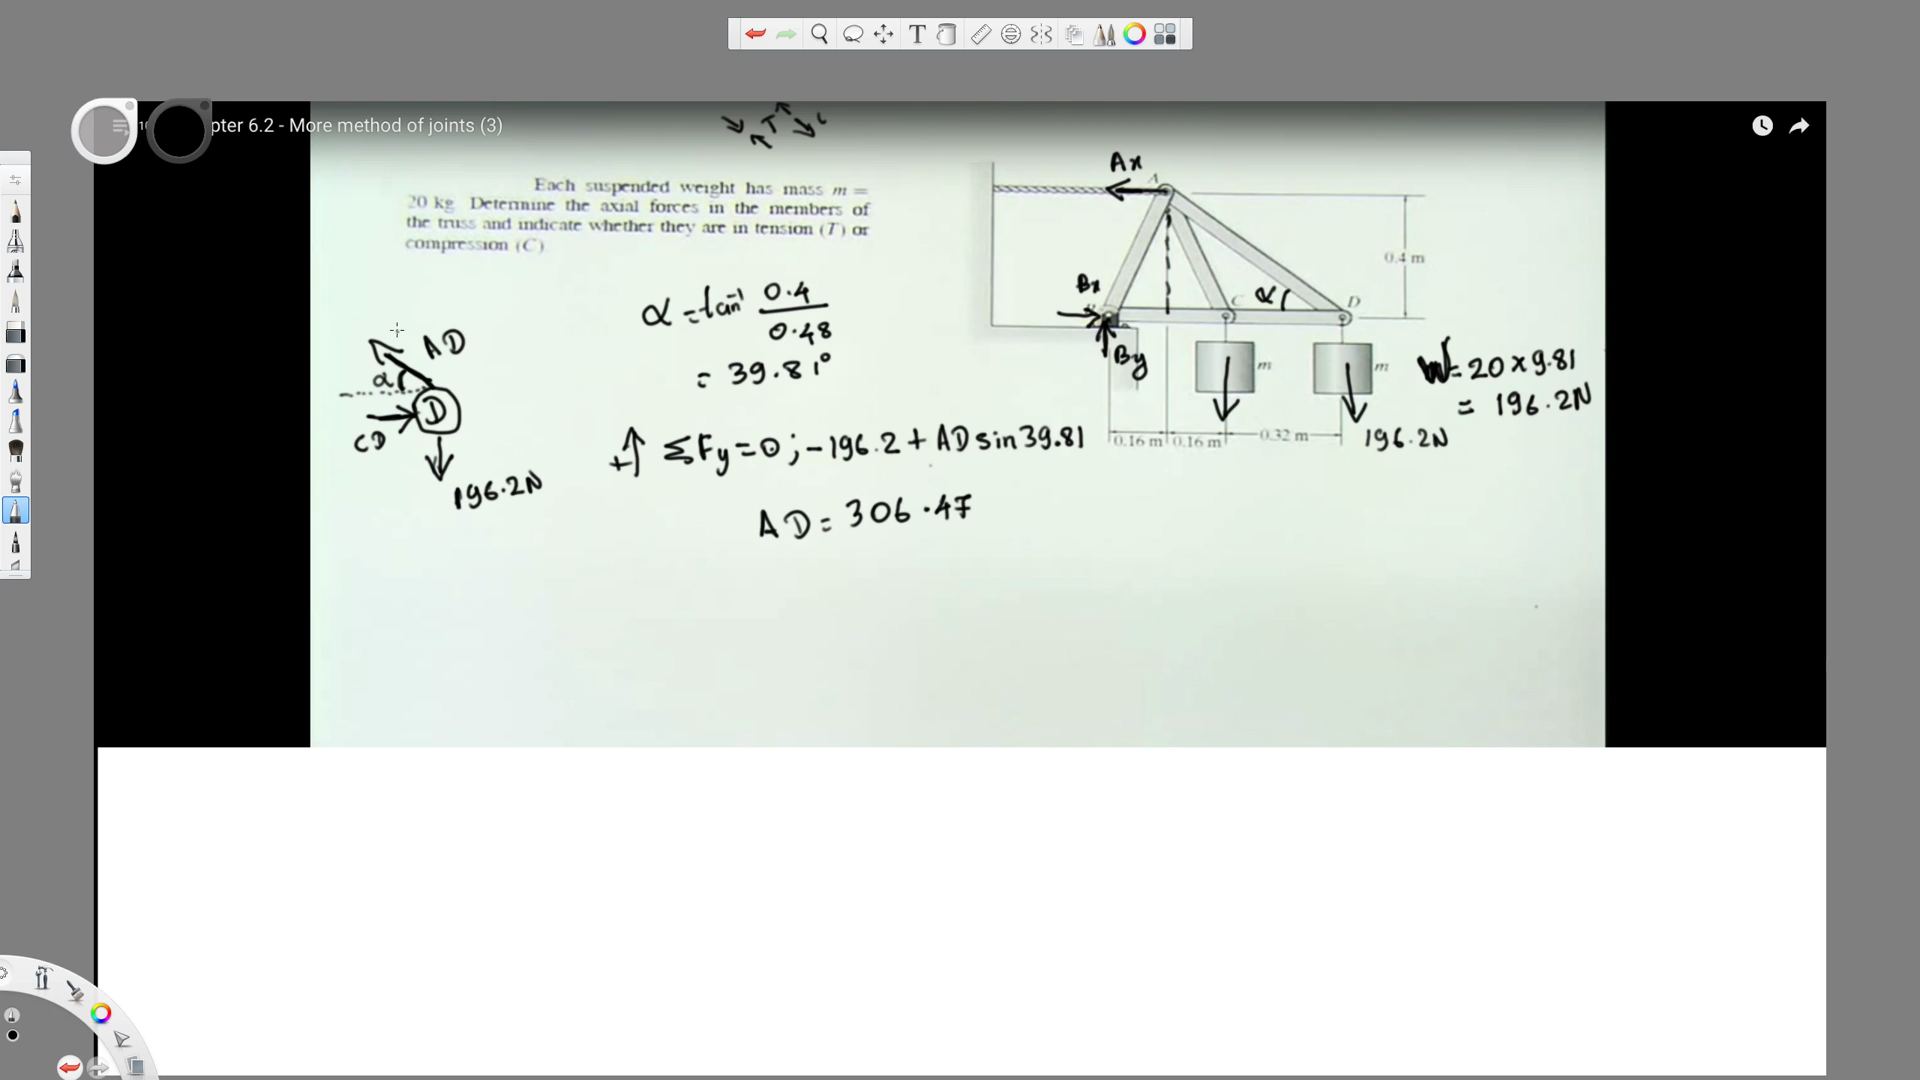 pter 6.2 - More method of joints (3)
Each suspended weight has mass m =
20 kg Determine the axial forces in the members of
the truss and indicate whether they are in tension (T) or
compression (C)
T
Ax
A
0.4 m
Bx
C
α
D
By
m
m
W = 20 x 9.81
= 196.2N
0.16 m
0.16 m
0.32 m
196.2N
α = tan⁻¹ 0.4
0.48
= 39.81°
AD
α
D
CD
196.2N
+↑ ΣFy = 0 ; - 196.2 + AD sin 39.81
AD = 306.47